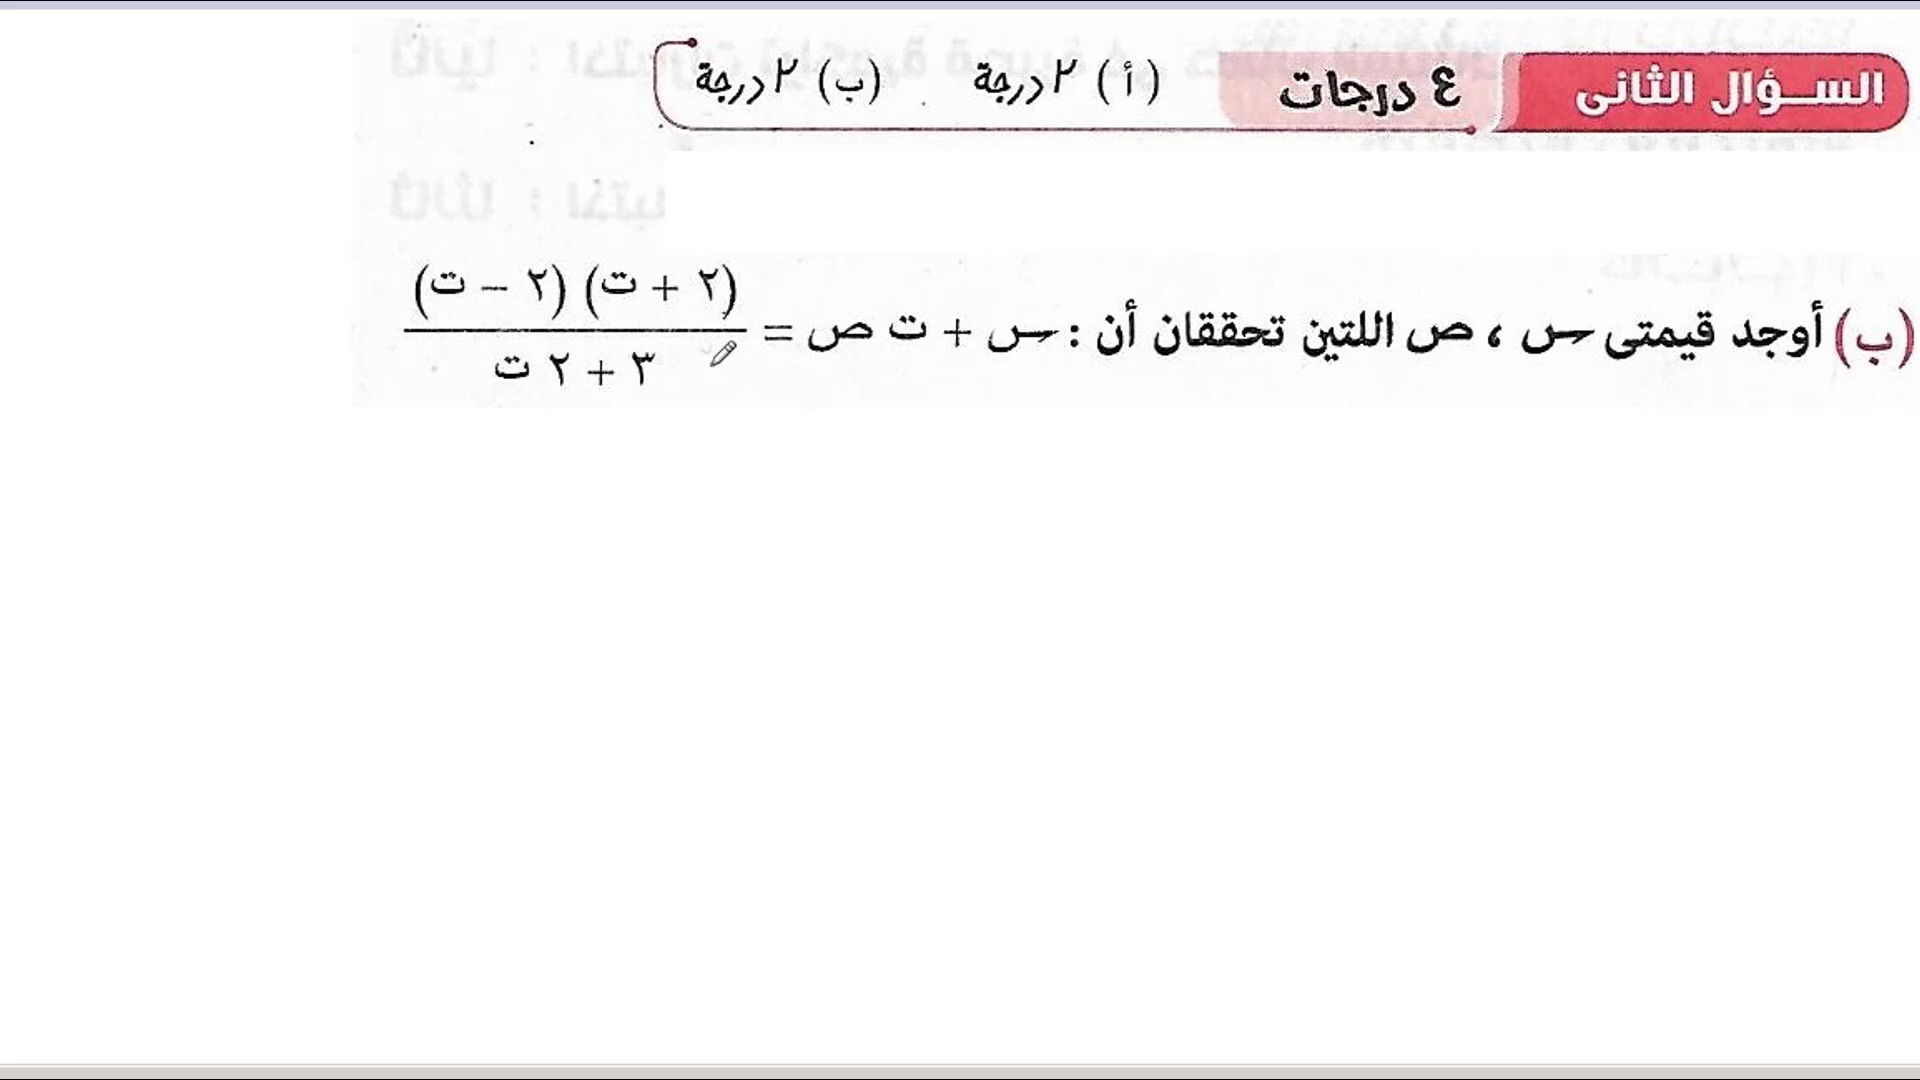 السؤال الثانى ٤ درجات (أ) ٢ درجة (ب) ٢ درجة
(ب) أوجد قيمتى س ، ص اللتين تحققان أن : س + ت ص = (٢ + ت) (٢ − ت)
٣ + ٢ ت